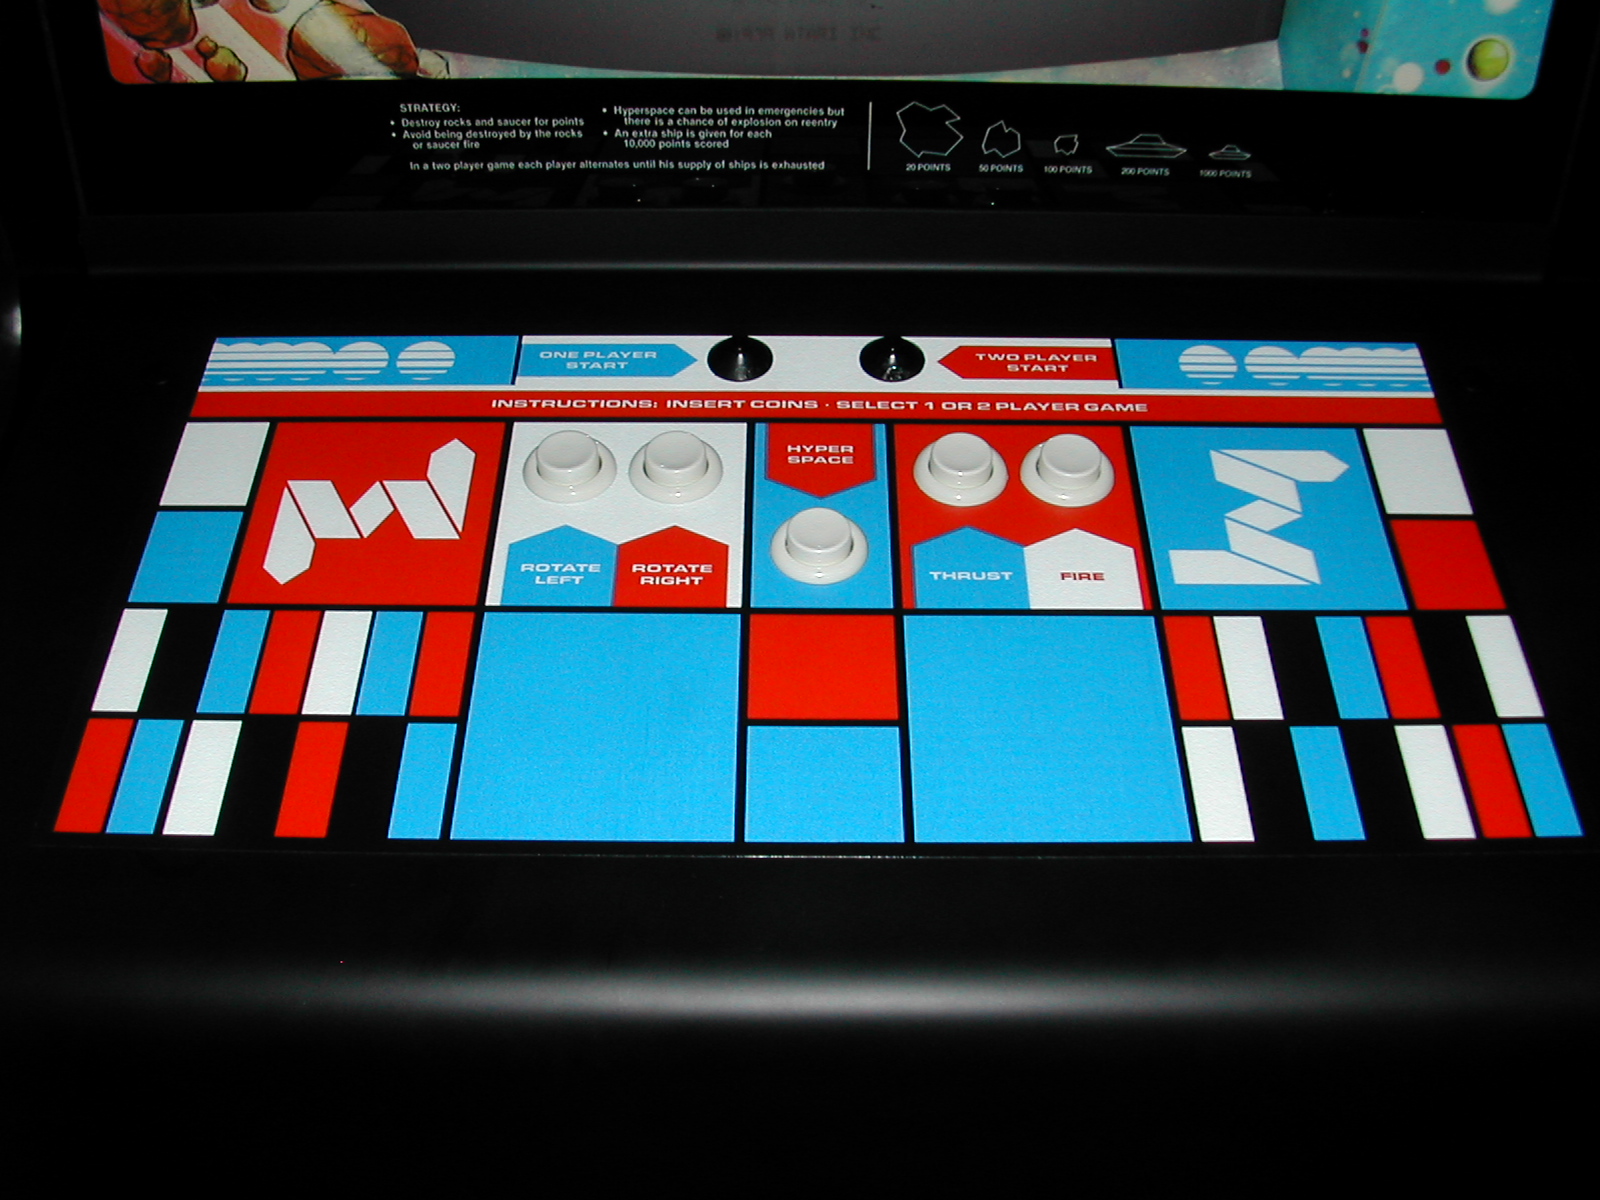 ©1979 ATARI INC
STRATEGY:
• Destroy rocks and saucer for points
• Avoid being destroyed by the rocks
or saucer fire
• Hyperspace can be used in emergencies but
there is a chance of explosion on reentry
• An extra ship is given for each
10,000 points scored
In a two player game each player alternates until his supply of ships is exhausted
20 POINTS
50 POINTS
100 POINTS
200 POINTS
1000 POINTS
ONE PLAYER
START
TWO PLAYER
START
INSTRUCTIONS: INSERT COINS · SELECT 1 OR 2 PLAYER GAME
HYPER
SPACE
ROTATE
LEFT
ROTATE
RIGHT
THRUST
FIRE